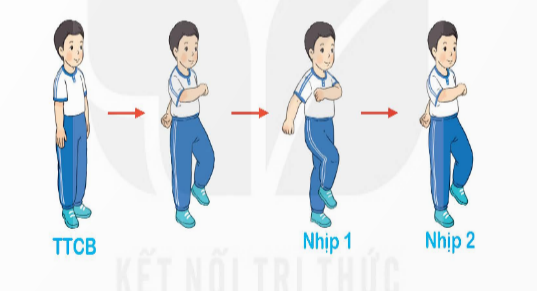 TTCB
Nhịp 1
Nhịp 2
KẾT NỐI TRI THỨC